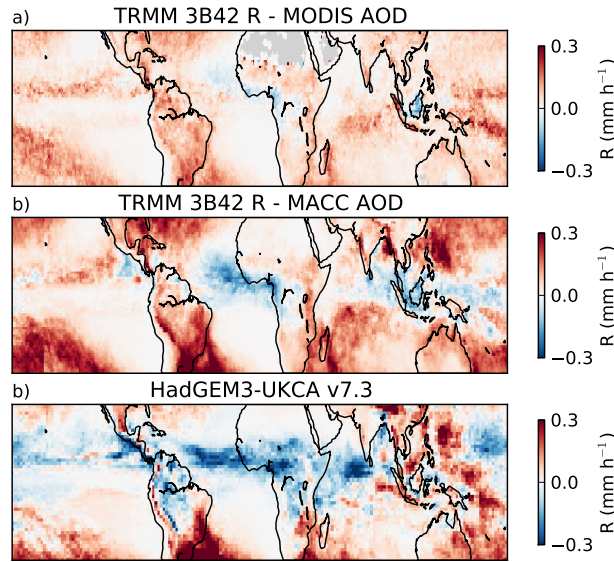 a)
TRMM 3B42 R - MODIS AOD
0.3
0.0
−0.3
R (mm h⁻¹)
b)
TRMM 3B42 R - MACC AOD
0.3
0.0
−0.3
R (mm h⁻¹)
b)
HadGEM3-UKCA v7.3
0.3
0.0
−0.3
R (mm h⁻¹)